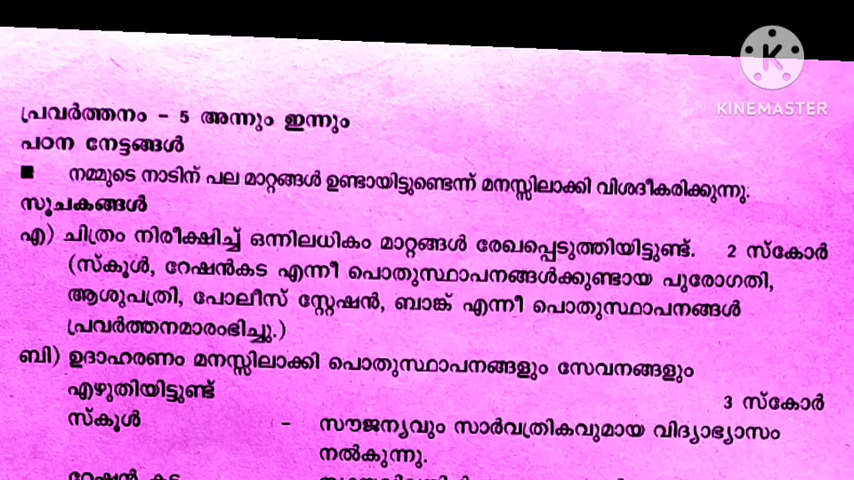 KINEMASTER
പ്രവർത്തനം - 5 അന്നും ഇന്നും
പഠന നേട്ടങ്ങൾ
■ നമ്മുടെ നാടിന് പല മാറ്റങ്ങൾ ഉണ്ടായിട്ടുണ്ടെന്ന് മനസ്സിലാക്കി വിശദീകരിക്കുന്നു.
സൂചകങ്ങൾ
എ) ചിത്രം നിരീക്ഷിച്ച് ഒന്നിലധികം മാറ്റങ്ങൾ രേഖപ്പെടുത്തിയിട്ടുണ്ട്. 2 സ്കോർ
(സ്കൂൾ, റേഷൻകട എന്നീ പൊതുസ്ഥാപനങ്ങൾക്കുണ്ടായ പുരോഗതി,
ആശുപത്രി, പോലീസ് സ്റ്റേഷൻ, ബാങ്ക് എന്നീ പൊതുസ്ഥാപനങ്ങൾ
പ്രവർത്തനമാരംഭിച്ചു.)
ബി) ഉദാഹരണം മനസ്സിലാക്കി പൊതുസ്ഥാപനങ്ങളും സേവനങ്ങളും
എഴുതിയിട്ടുണ്ട് 3 സ്കോർ
സ്കൂൾ - സൗജന്യവും സാർവത്രികവുമായ വിദ്യാഭ്യാസം
നൽകുന്നു.
റേഷൻ കട